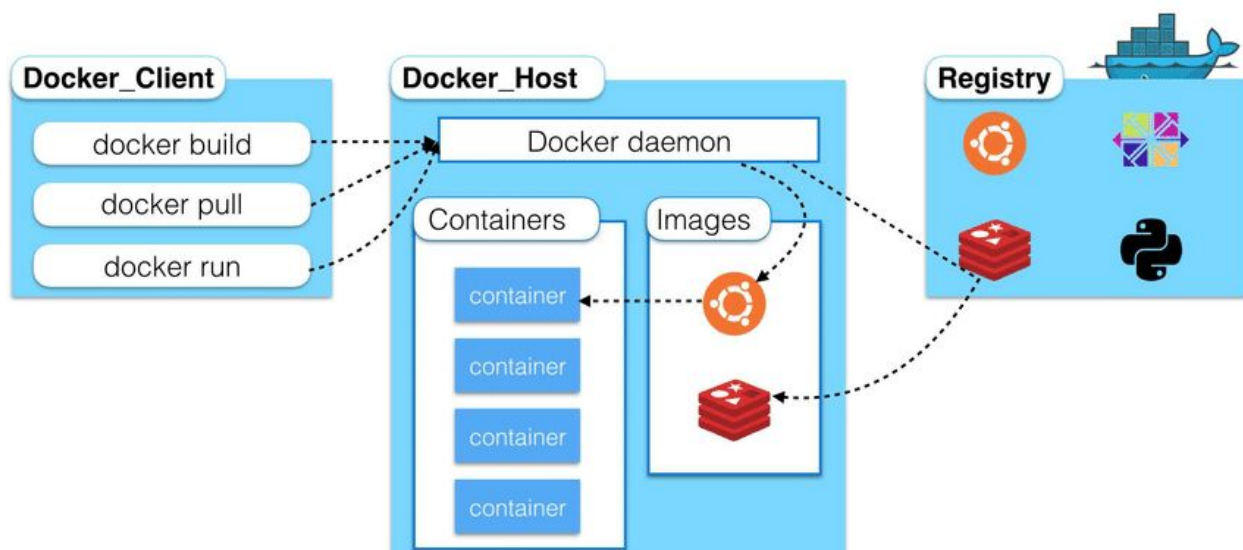 Docker_Client
docker build
docker pull
docker run
Docker_Host
Docker daemon
Containers
container
container
container
container
Images
Registry